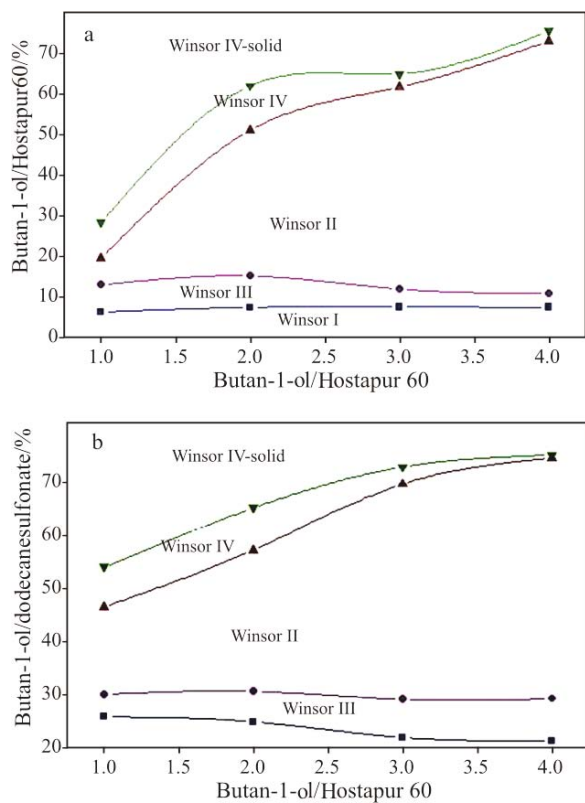 a
Winsor IV-solid
Winsor IV
Winsor II
Winsor III
Winsor I
Butan-1-ol/Hostapur60/%
70
60
50
40
30
20
10
0
1.0 1.5 2.0 2.5 3.0 3.5 4.0
Butan-1-ol/Hostapur 60
b
Winsor IV-solid
Winsor IV
Winsor II
Winsor III
Butan-1-ol/dodecanesulfonate/%
70
60
50
40
30
20
1.0 1.5 2.0 2.5 3.0 3.5 4.0
Butan-1-ol/Hostapur 60